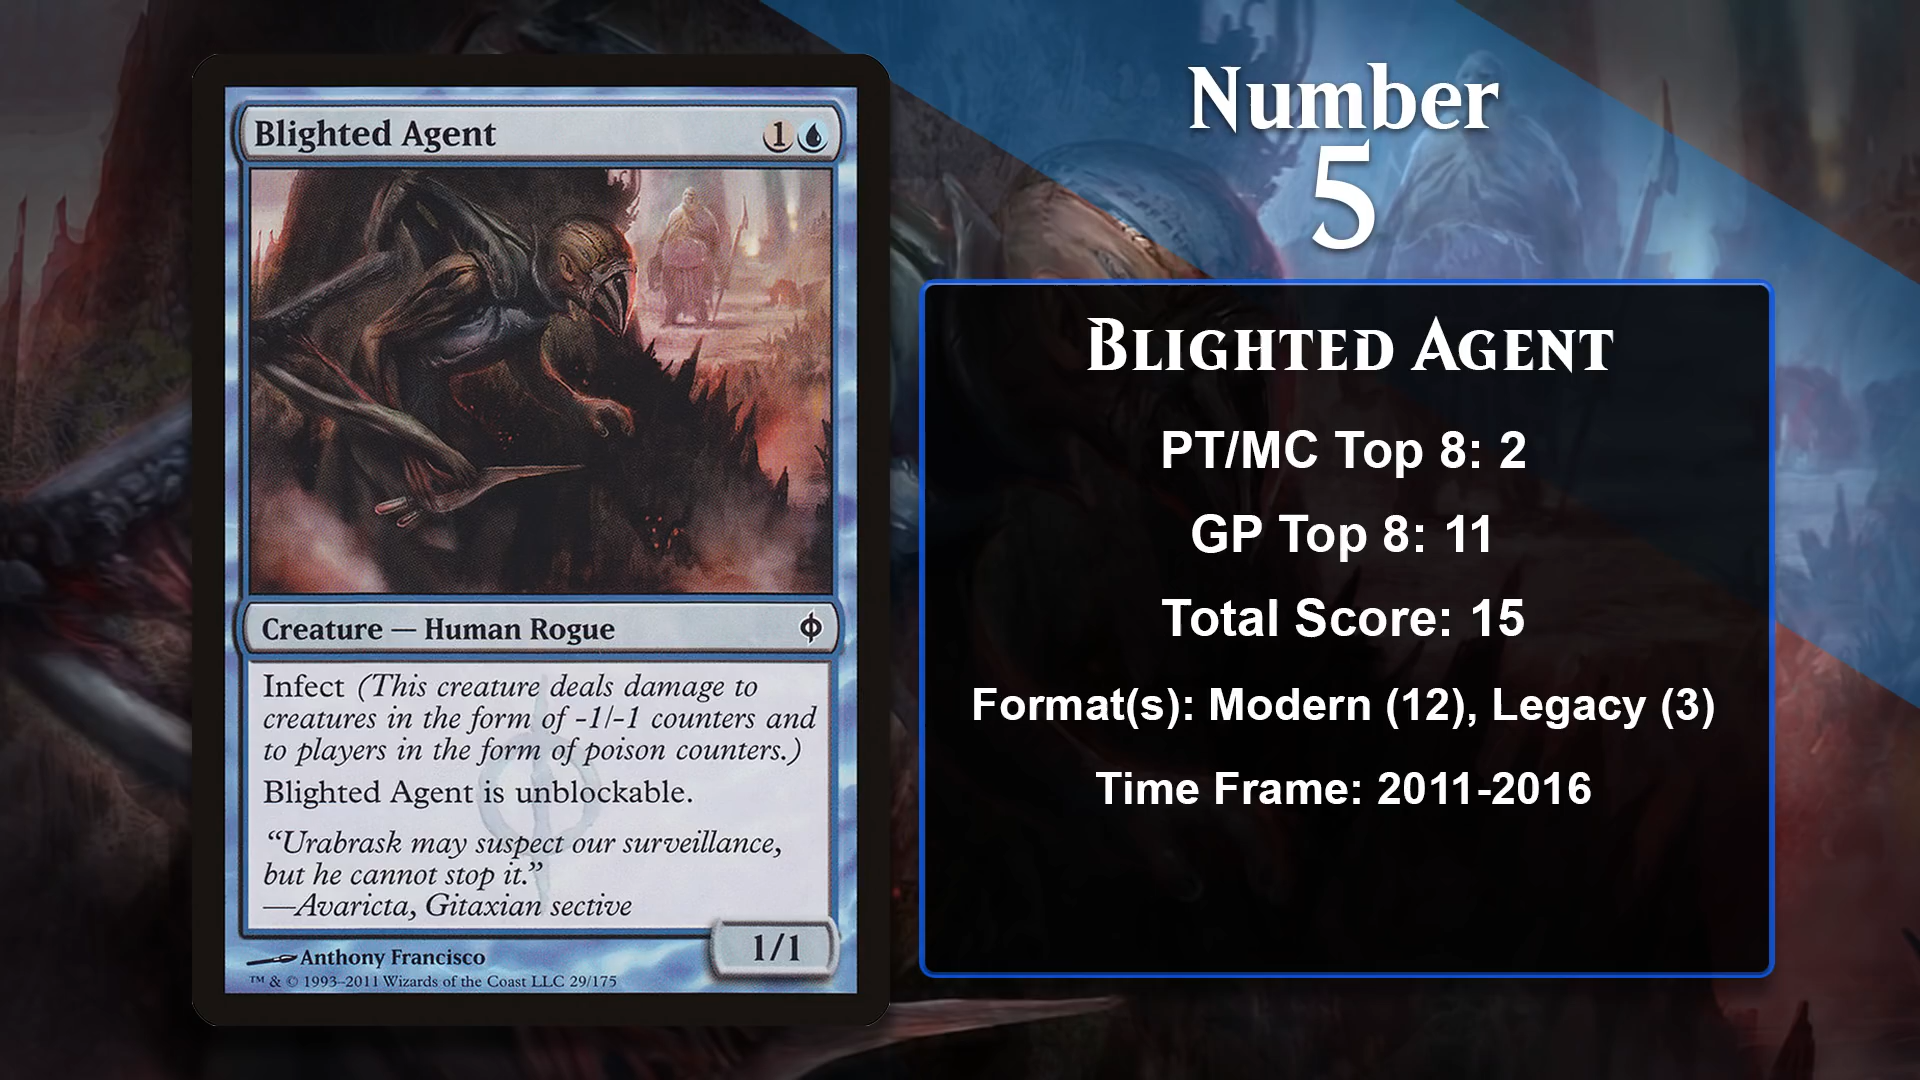 Blighted Agent 1
Creature — Human Rogue
Infect (This creature deals damage to
creatures in the form of -1/-1 counters and
to players in the form of poison counters.)
Blighted Agent is unblockable.
“Urabrask may suspect our surveillance,
but he cannot stop it.”
—Avaricta, Gitaxian sective
1/1
Anthony Francisco
™ & © 1993–2011 Wizards of the Coast LLC 29/175
Number
5
Blighted Agent
PT/MC Top 8: 2
GP Top 8: 11
Total Score: 15
Format(s): Modern (12), Legacy (3)
Time Frame: 2011-2016